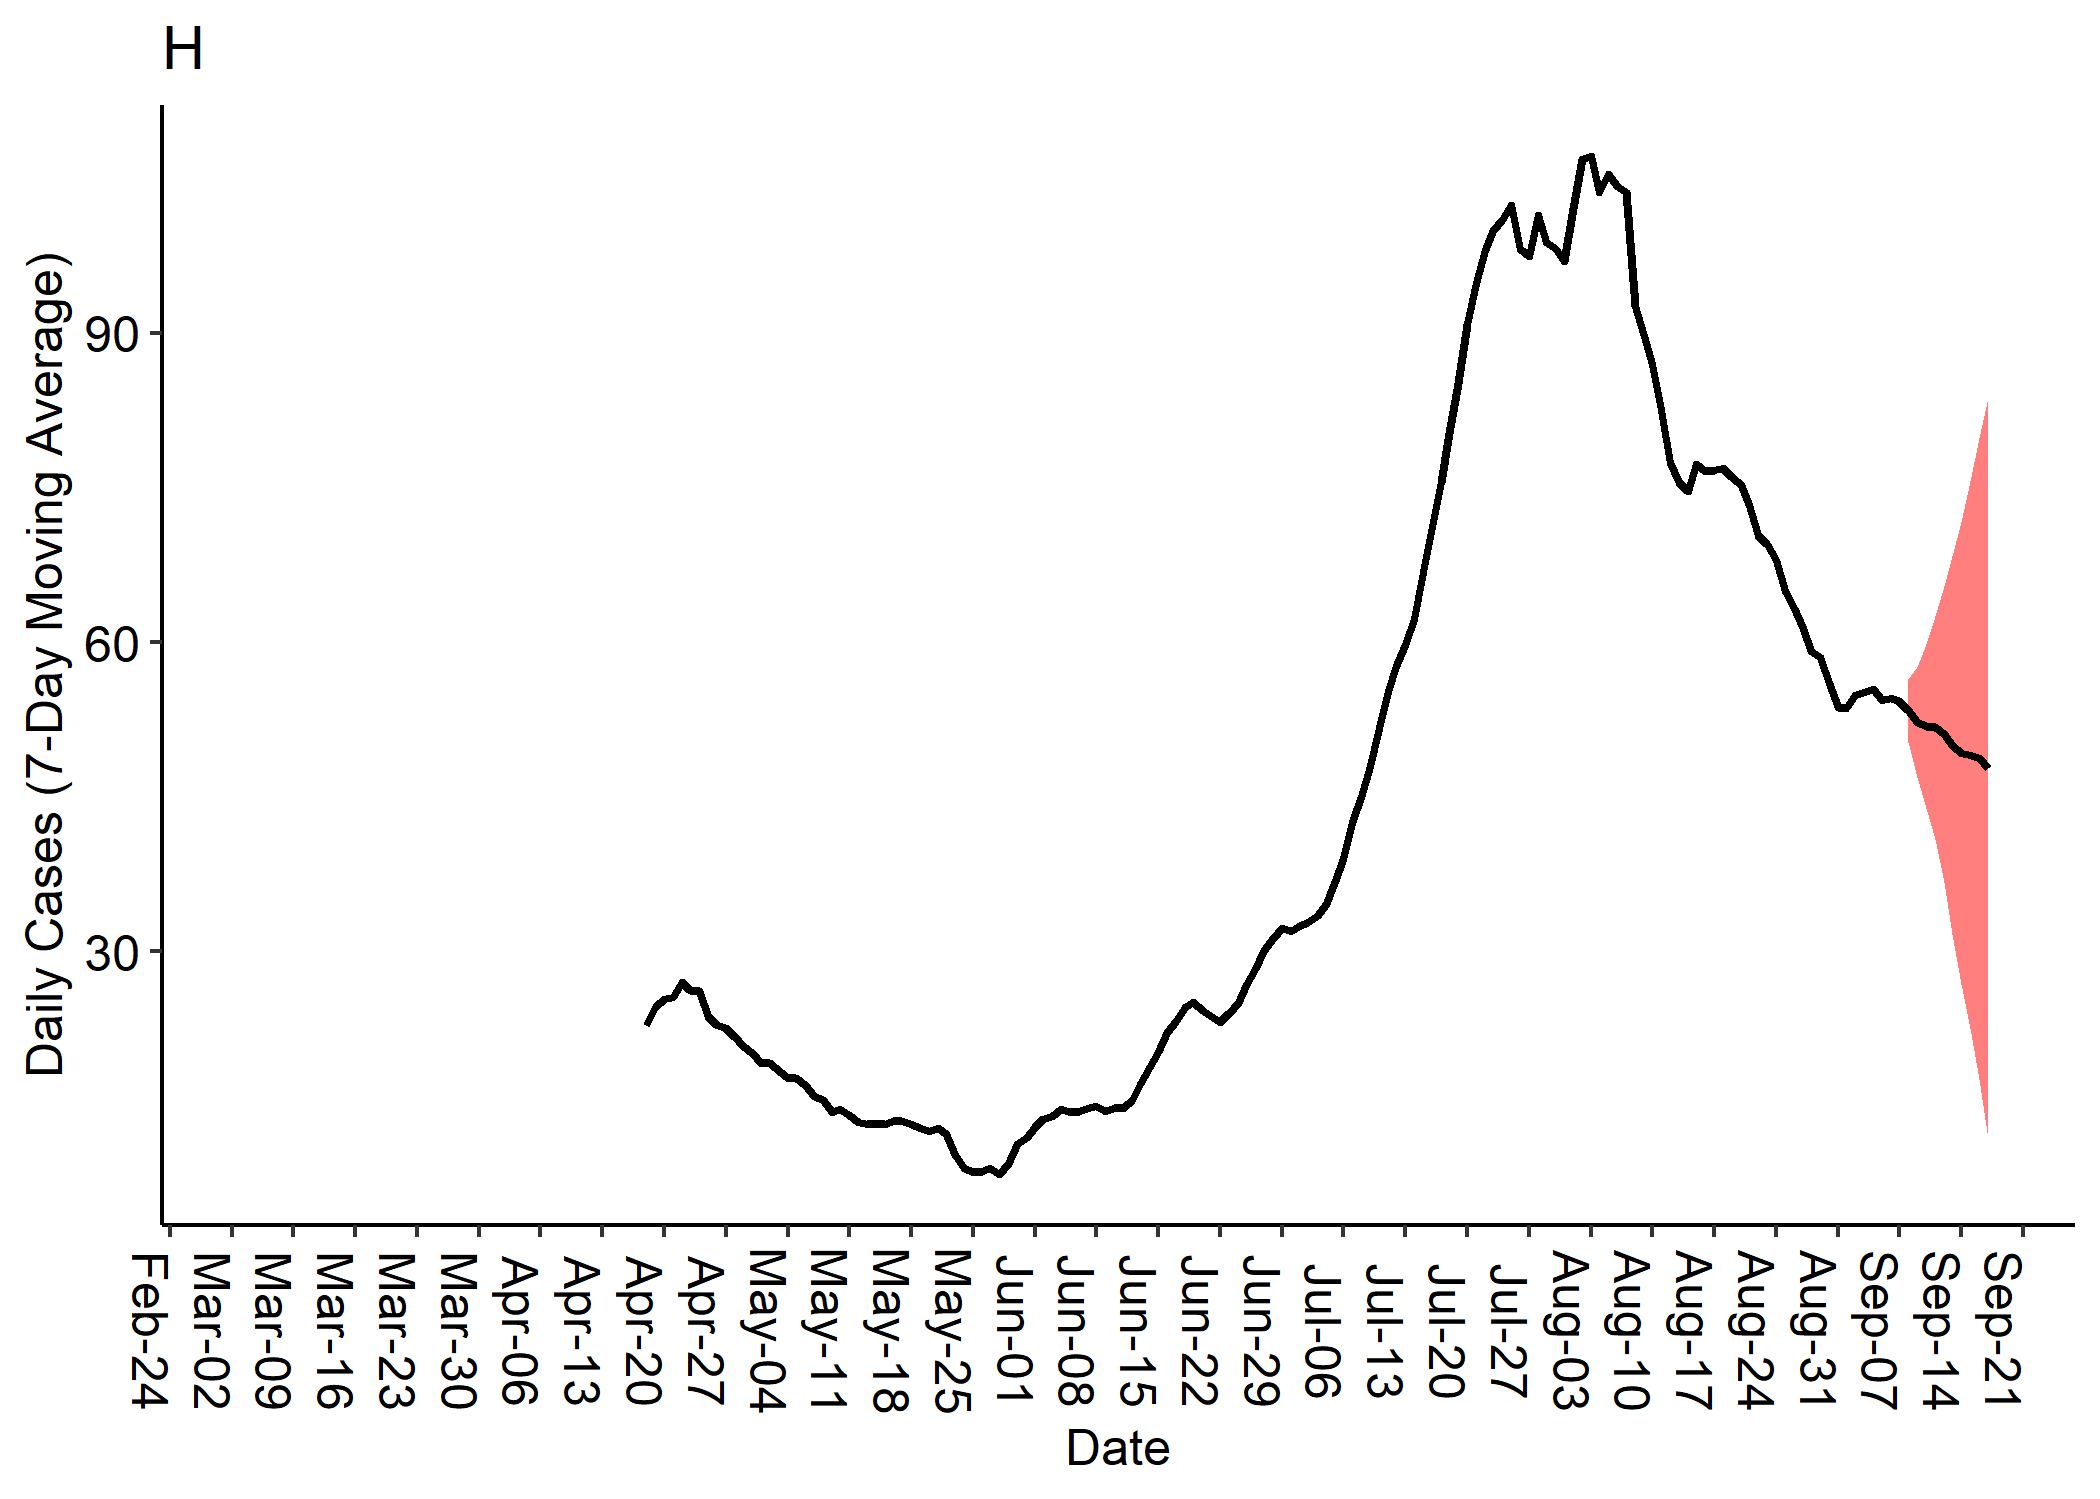 H
Daily Cases (7-Day Moving Average)
90
60
30
Feb-24
Mar-02
Mar-09
Mar-16
Mar-23
Mar-30
Apr-06
Apr-13
Apr-20
Apr-27
May-04
May-11
May-18
May-25
Jun-01
Jun-08
Jun-15
Jun-22
Jun-29
Jul-06
Jul-13
Jul-20
Jul-27
Aug-03
Aug-10
Aug-17
Aug-24
Aug-31
Sep-07
Sep-14
Sep-21
Date